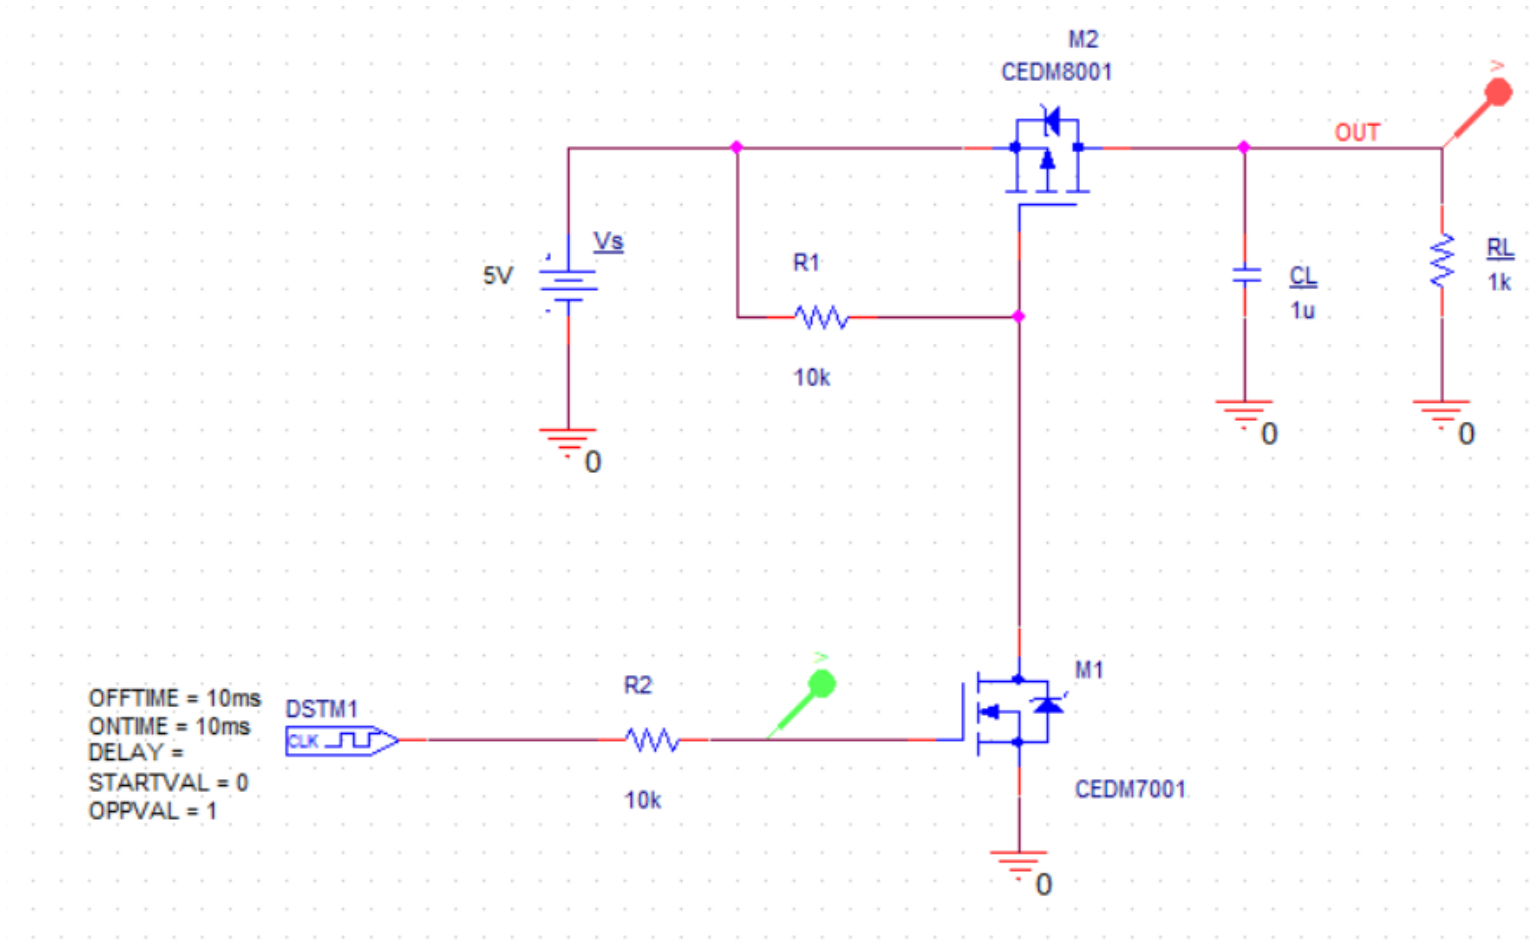 M2
CEDM8001
V
OUT
Vs
5V
R1
10k
CL
1u
RL
1k
0
0
0
V
R2
10k
M1
CEDM7001
OFFTIME = 10ms
ONTIME = 10ms
DELAY =
STARTVAL = 0
OPPVAL = 1
DSTM1
CLK
0